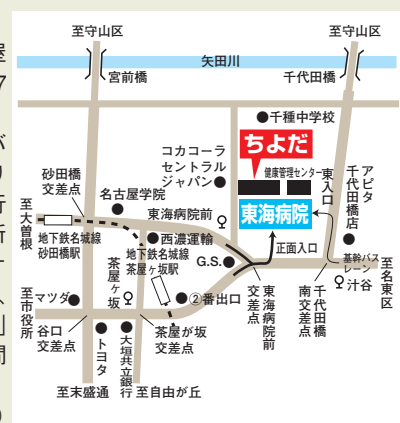 至守山区
至守山区
矢田川
宮前橋
千代田橋
千種中学校
ちよだ
コカコーラ
セントラル
ジャパン
健康管理センター
東入口
アピタ
千代田橋店
砂田橋
交差点
名古屋学院
東海病院前
東海病院
至大曽根
地下鉄名城線
砂田橋駅
西濃運輸
地下鉄名城線
茶屋ヶ坂駅
正面入口
G.S.
基幹バス
レーン
至名東区
茶屋ヶ坂
汁谷
至市役所
マツダ
②番出口
東海病院前
交差点
千代田橋
南交差点
谷口
交差点
トヨタ
大垣共立銀行
茶屋が坂
交差点
至末盛通
至自由が丘